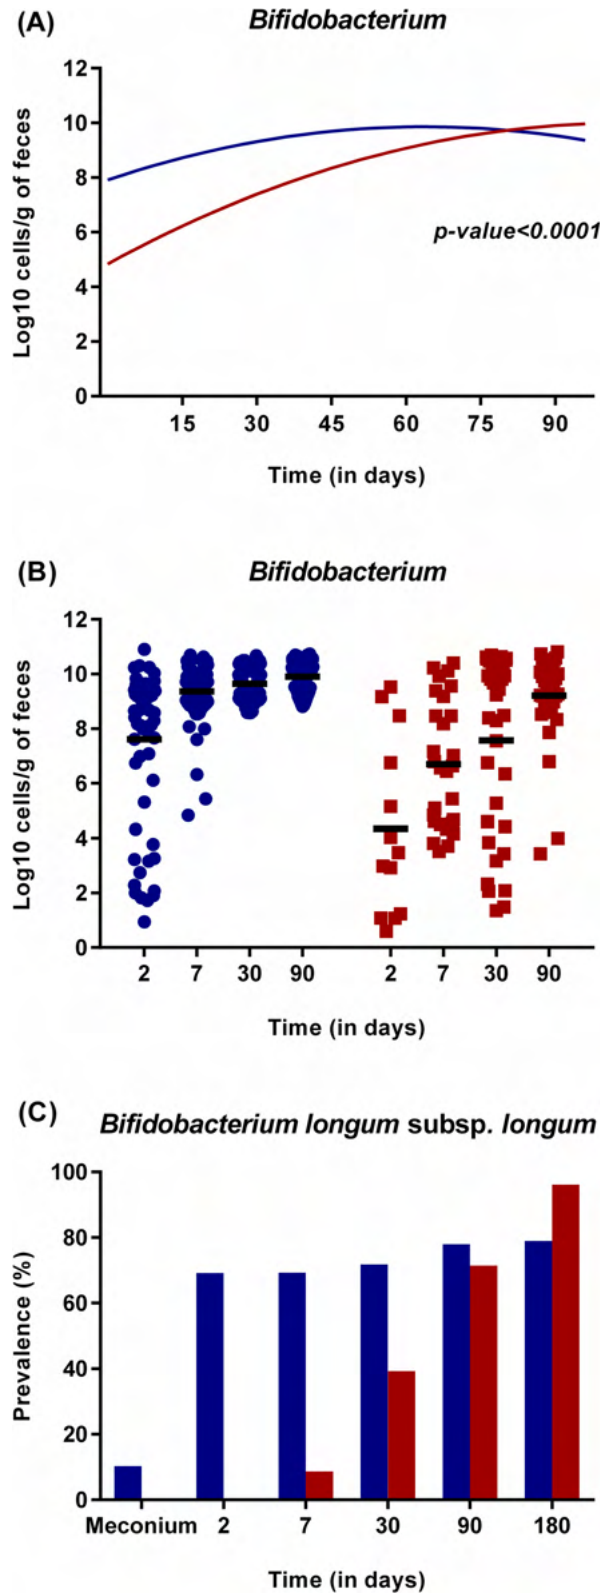 (A)
Bifidobacterium
Log10 cells/g of feces
12
10
8
6
4
2
0
p-value<0.0001
15 30 45 60 75 90
Time (in days)
(B)
Bifidobacterium
Log10 cells/g of feces
12
10
8
6
4
2
0
2 7 30 90 2 7 30 90
Time (in days)
(C)
Bifidobacterium longum subsp. longum
Prevalence (%)
100
80
60
40
20
0
Meconium 2 7 30 90 180
Time (in days)